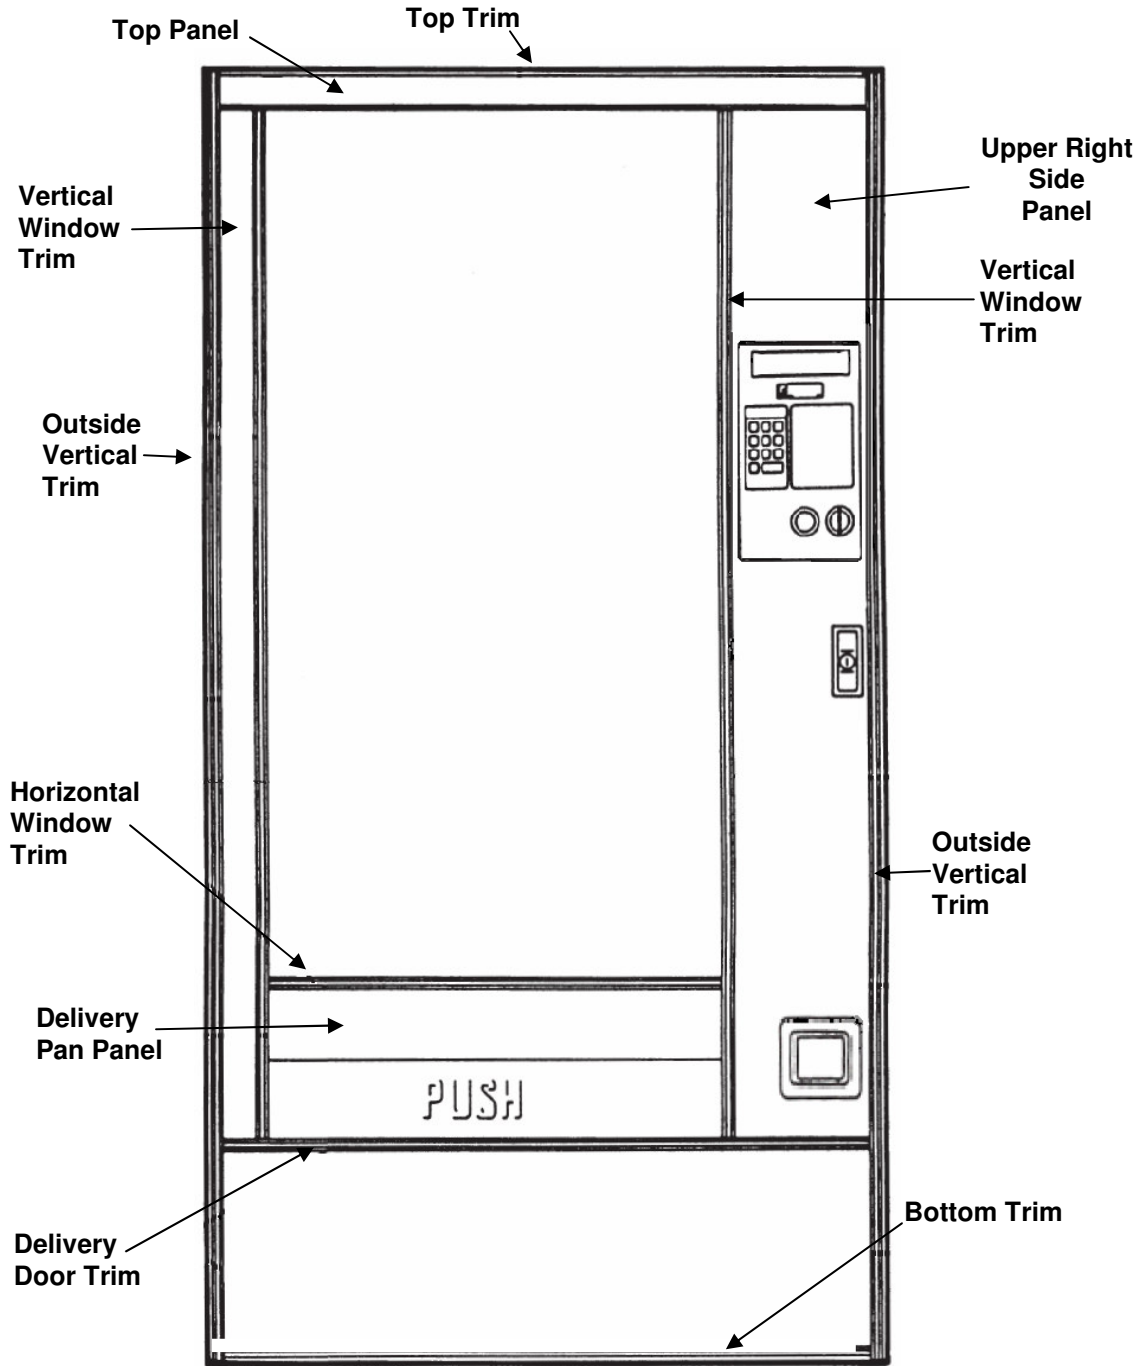 Top Trim
Top Panel
Upper Right
Side
Panel
Vertical
Window
Trim
Vertical
Window
Trim
Outside
Vertical
Trim
Horizontal
Window
Trim
Outside
Vertical
Trim
Delivery
Pan Panel
PUSH
Bottom Trim
Delivery
Door Trim